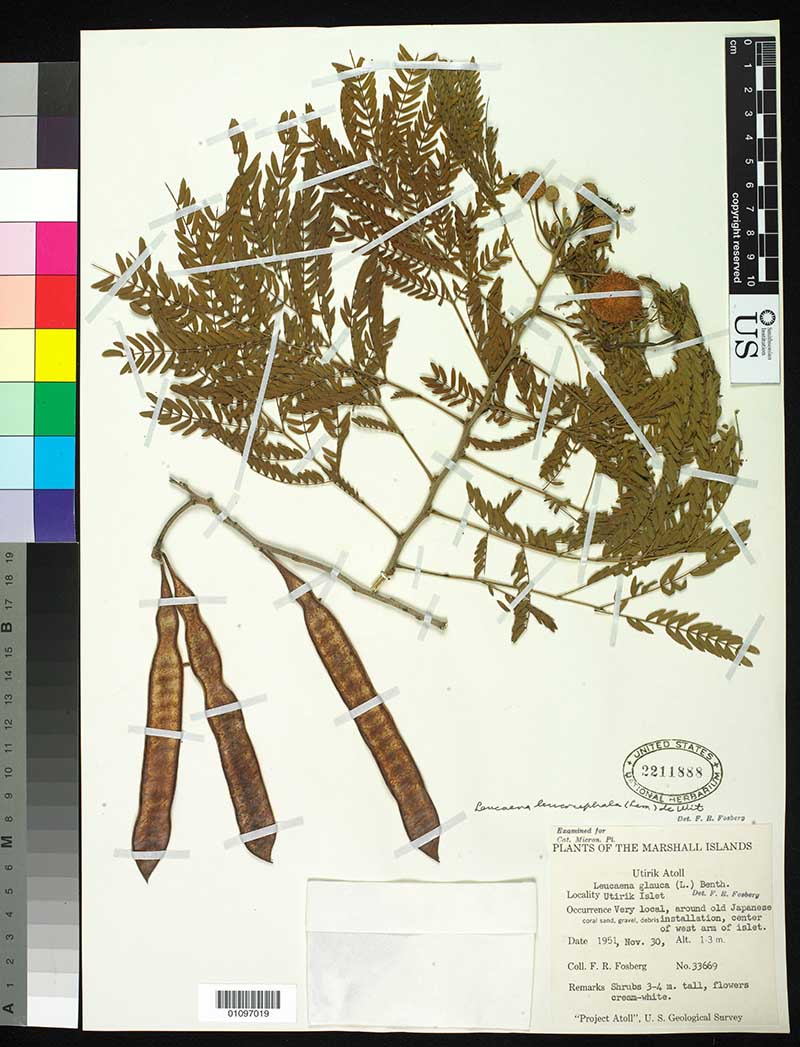 cm
0 1 2 3 4 5 6 7 8 9 10
copyright reserved
Smithsonian
Institution
US
19
18
17
B
16
15
14
13
12
11
10
9
M
8
7
6
5
4
3
2
1
A
UNITED STATES
2211888
NATIONAL HERBARIUM
Leucaena leucocephala (Lam.) de Wit
Det. F. R. Fosberg
Examined for
Cat. Micron. Pl.
PLANTS OF THE MARSHALL ISLANDS
Utirik Atoll
Leucaena glauca (L.) Benth.
Det. F. R. Fosberg
Locality Utirik Islet
Occurrence Very local, around old Japanese
coral sand, gravel, debris installation, center
of west arm of islet.
Date 1951, Nov. 30, Alt. 1-3 m.
Coll. F. R. Fosberg No. 33669
Remarks Shrubs 3-4 m. tall, flowers
cream-white.
"Project Atoll", U. S. Geological Survey
01097019